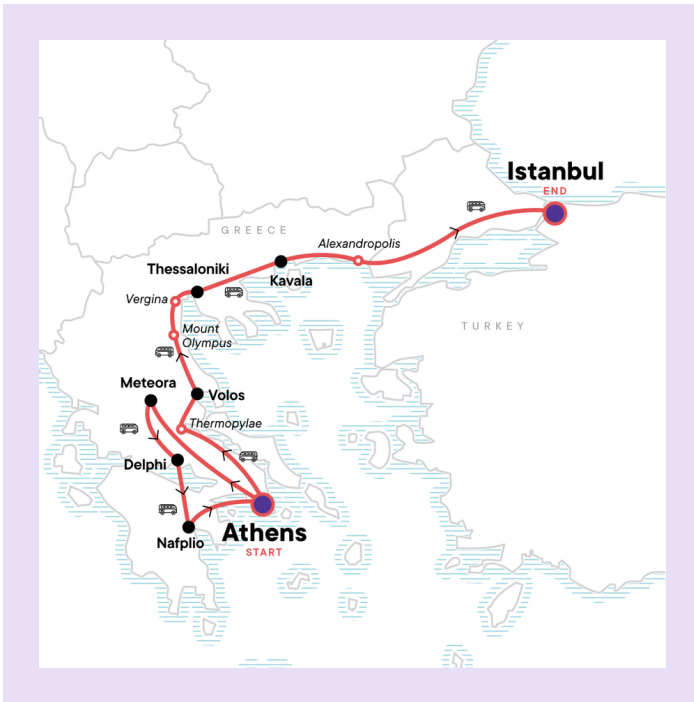 Istanbul
END
GREECE
Alexandropolis
Thessaloniki
Kavala
Vergina
Mount
Olympus
TURKEY
Meteora
Volos
Thermopylae
Delphi
Athens
Nafplio
START